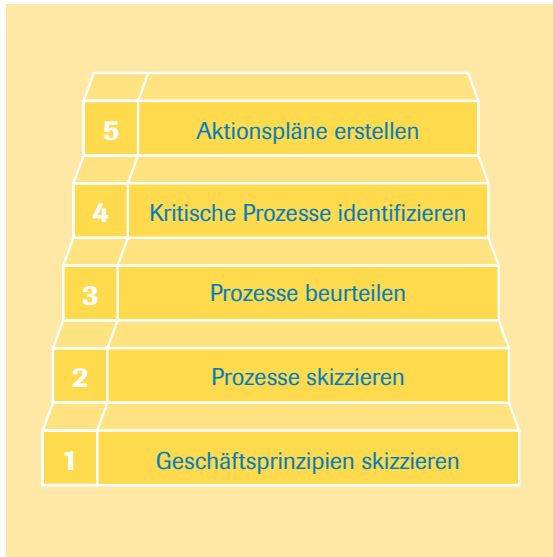 5 Aktionspläne erstellen
4 Kritische Prozesse identifizieren
3 Prozesse beurteilen
2 Prozesse skizzieren
1 Geschäftsprinzipien skizzieren